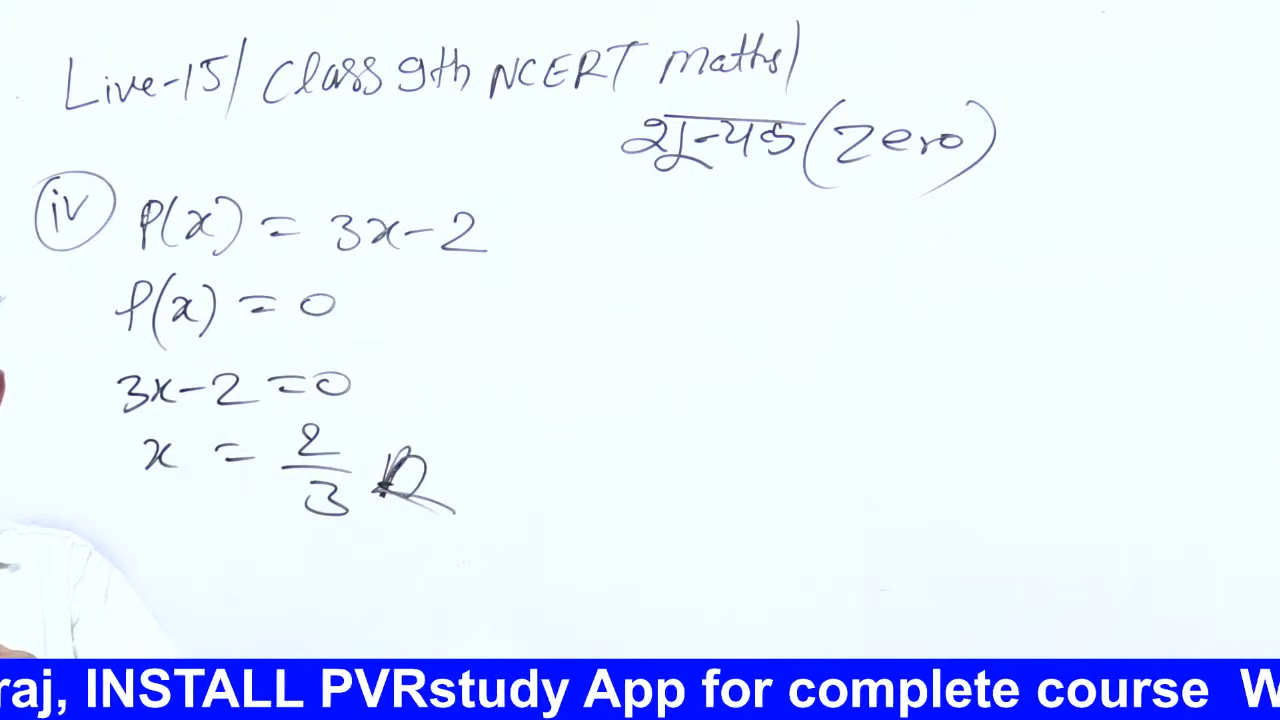 Live-15/ Class 9th NCERT Maths/
शून्यक (Zero)
iv P(x) = 3x-2
P(x) = 0
3x-2=0
x = 2/3
raj, INSTALL PVRstudy App for complete course W